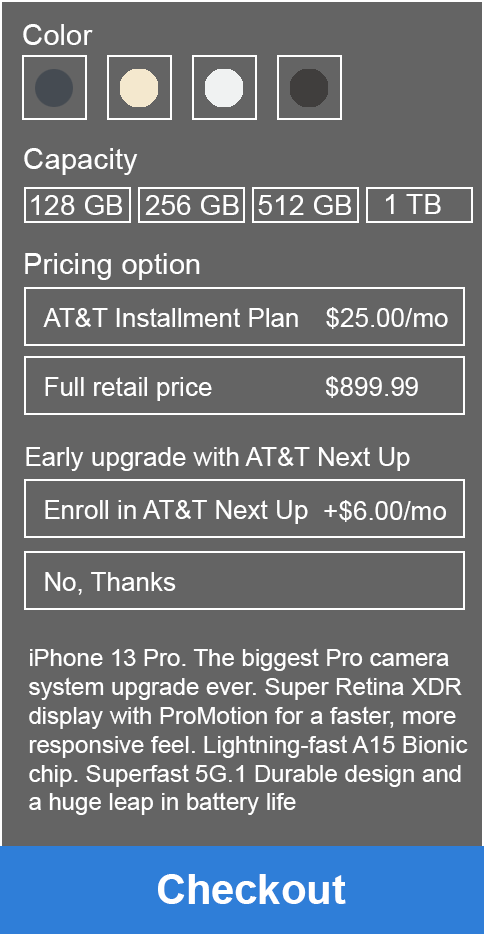 Color
Capacity
128 GB 256 GB 512 GB 1 TB
Pricing option
AT&T Installment Plan $25.00/mo
Full retail price $899.99
Early upgrade with AT&T Next Up
Enroll in AT&T Next Up +$6.00/mo
No, Thanks
iPhone 13 Pro. The biggest Pro camera
system upgrade ever. Super Retina XDR
display with ProMotion for a faster, more
responsive feel. Lightning-fast A15 Bionic
chip. Superfast 5G.1 Durable design and
a huge leap in battery life
Checkout